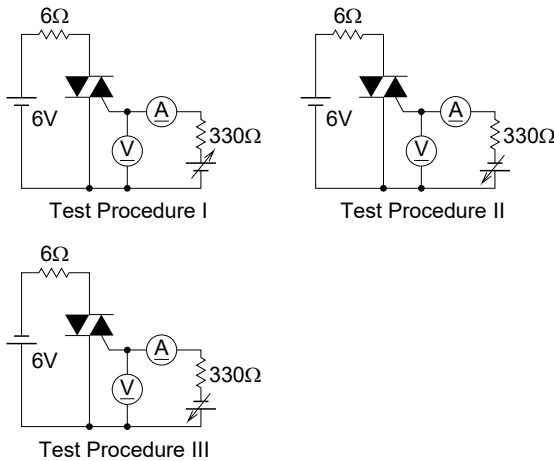 6Ω
6V
A
V
330Ω
Test Procedure I
6Ω
6V
A
V
330Ω
Test Procedure II
6Ω
6V
A
V
330Ω
Test Procedure III